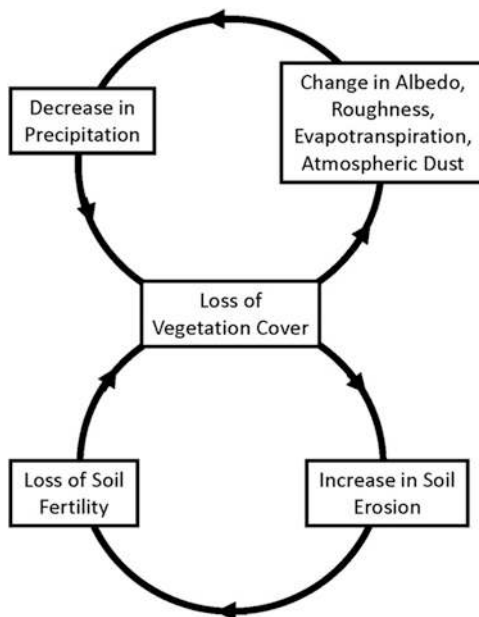 Decrease in
Precipitation
Change in Albedo,
Roughness,
Evapotranspiration,
Atmospheric Dust
Loss of
Vegetation Cover
Loss of Soil
Fertility
Increase in Soil
Erosion